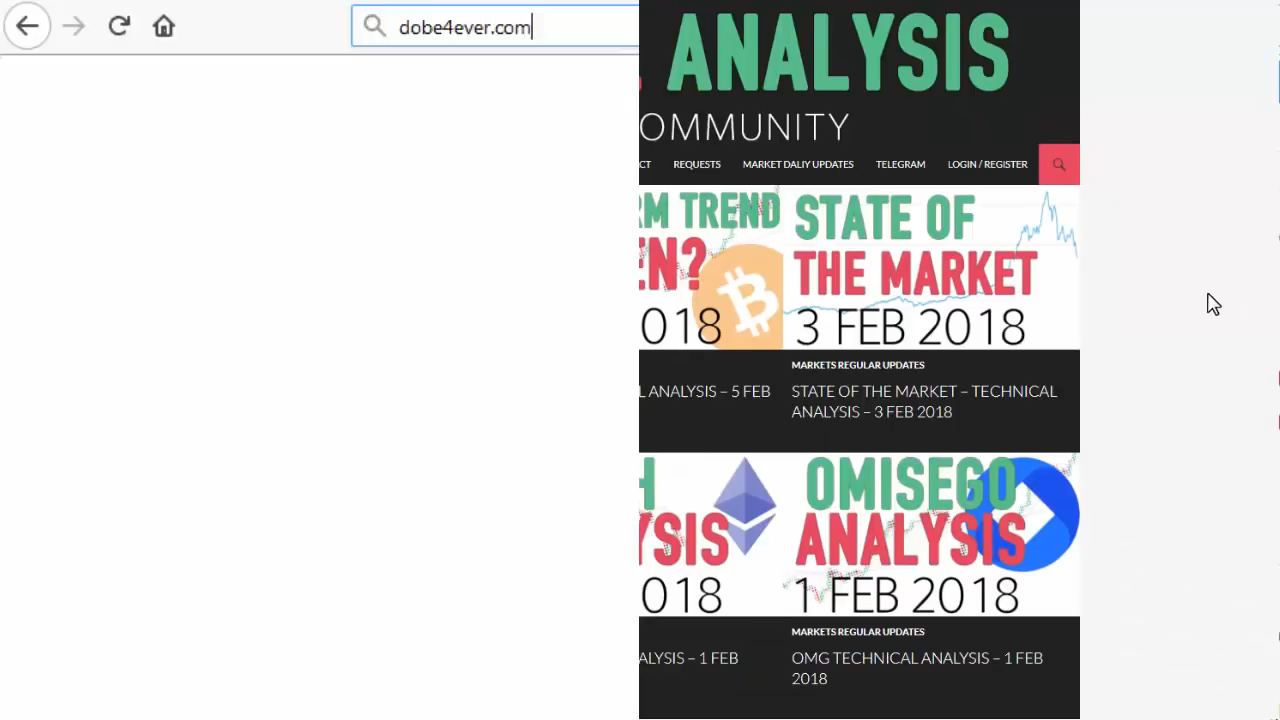 dobe4ever.com
ANALYSIS
OMMUNITY
CT REQUESTS MARKET DALIY UPDATES TELEGRAM LOGIN / REGISTER
RM TREND
EN?
018
STATE OF
THE MARKET
3 FEB 2018
MARKETS REGULAR UPDATES
L ANALYSIS – 5 FEB
STATE OF THE MARKET – TECHNICAL
ANALYSIS – 3 FEB 2018
H
YSIS
018
OMISEGO
ANALYSIS
1 FEB 2018
MARKETS REGULAR UPDATES
ALYSIS – 1 FEB
OMG TECHNICAL ANALYSIS – 1 FEB
2018